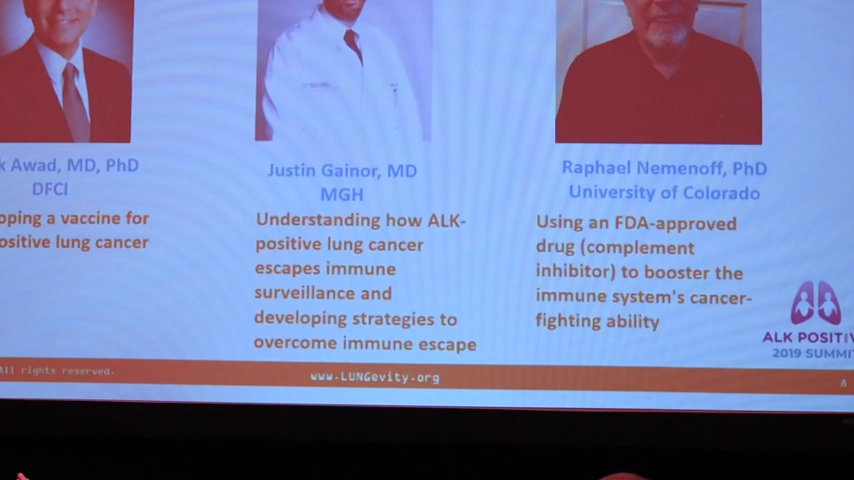 k Awad, MD, PhD
DFCI
oping a vaccine for
ositive lung cancer
Justin Gainor, MD
MGH
Understanding how ALK-
positive lung cancer
escapes immune
surveillance and
developing strategies to
overcome immune escape
Raphael Nemenoff, PhD
University of Colorado
Using an FDA-approved
drug (complement
inhibitor) to booster the
immune system's cancer-
fighting ability
ALK POSITIV
2019 SUMMIT
All rights reserved.
www.LUNGevity.org